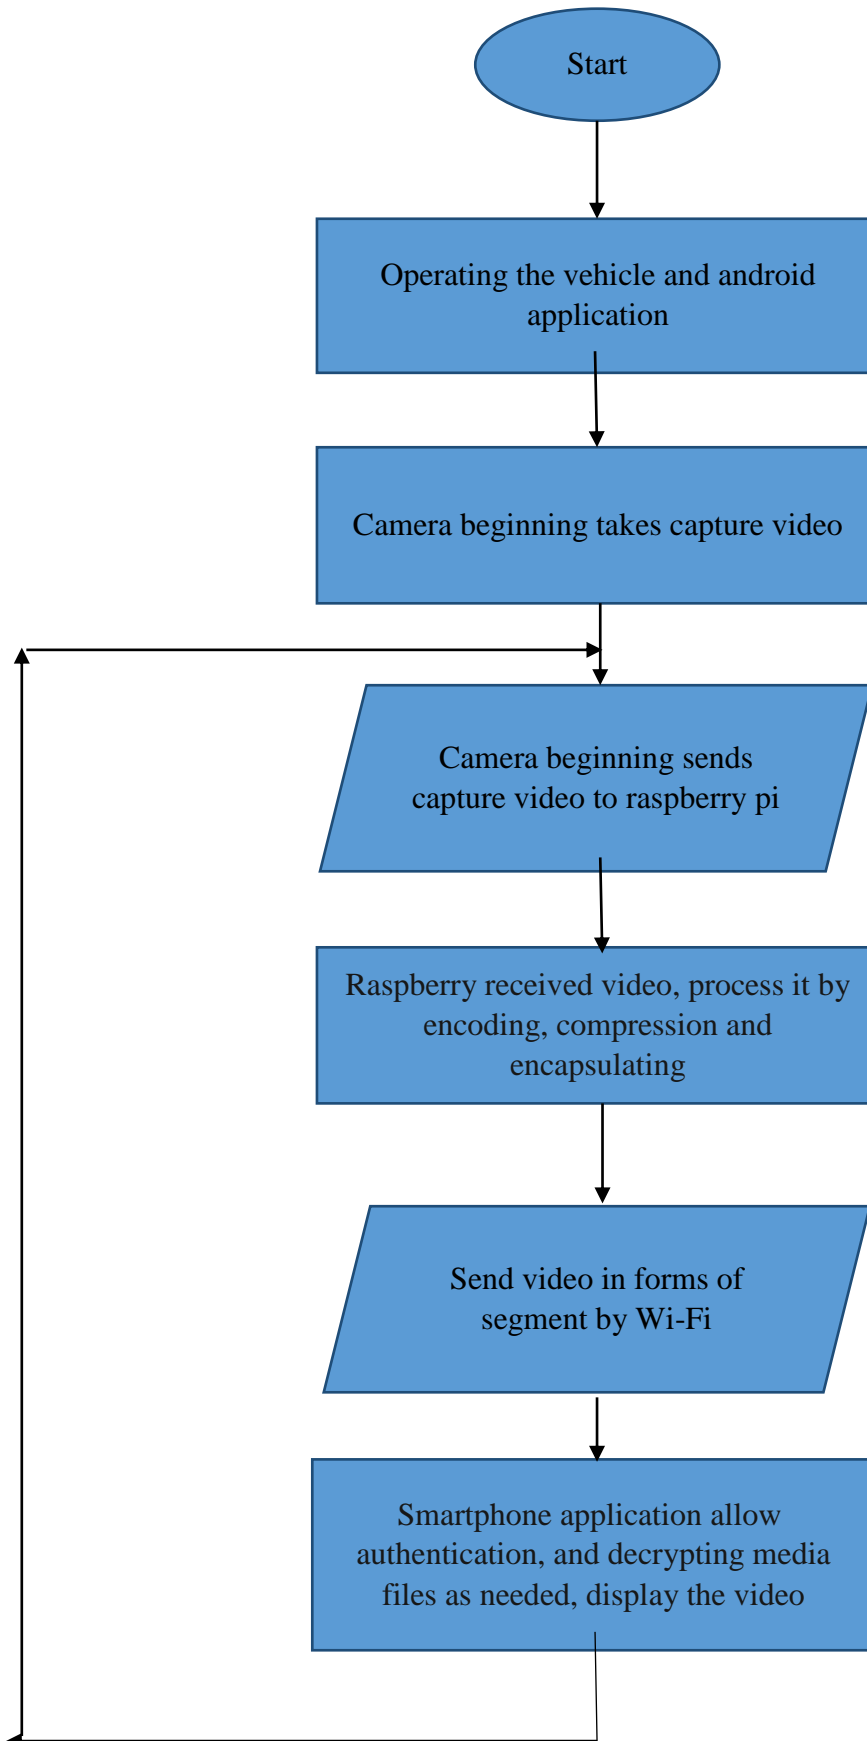 Start
Operating the vehicle and android
application
Camera beginning takes capture video
Camera beginning sends
capture video to raspberry pi
Raspberry received video, process it by
encoding, compression and
encapsulating
Send video in forms of
segment by Wi-Fi
Smartphone application allow
authentication, and decrypting media
files as needed, display the video